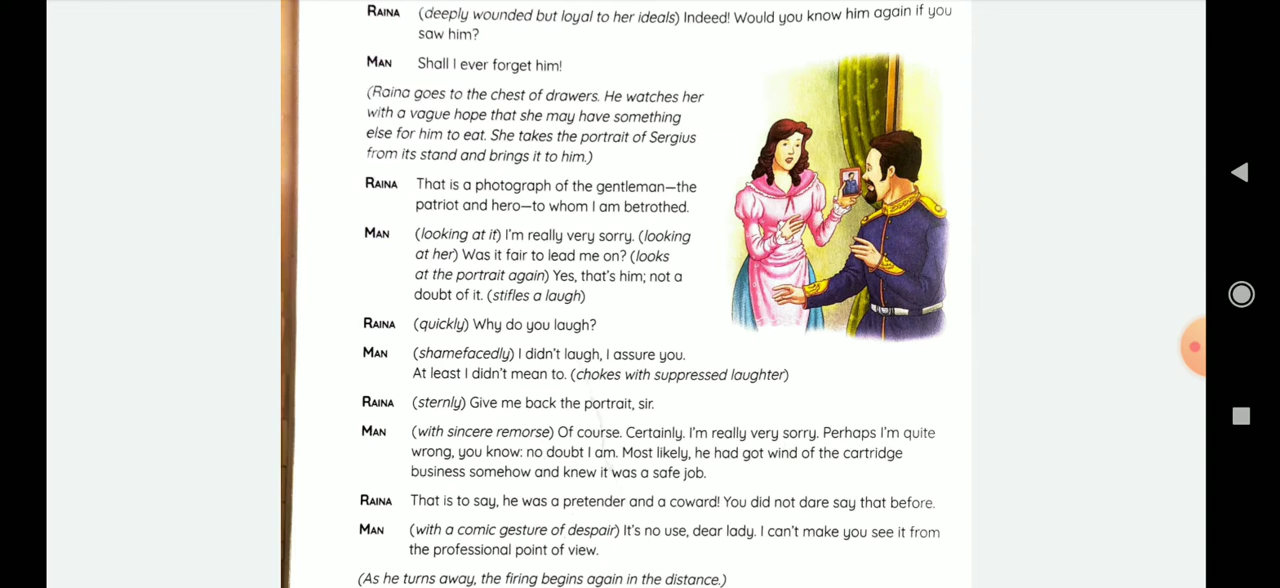 RAINA (deeply wounded but loyal to her ideals) Indeed! Would you know him again if you
saw him?
MAN Shall I ever forget him!
(Raina goes to the chest of drawers. He watches her
with a vague hope that she may have something
else for him to eat. She takes the portrait of Sergius
from its stand and brings it to him.)
RAINA That is a photograph of the gentleman—the
patriot and hero—to whom I am betrothed.
MAN (looking at it) I'm really very sorry. (looking
at her) Was it fair to lead me on? (looks
at the portrait again) Yes, that's him; not a
doubt of it. (stifles a laugh)
RAINA (quickly) Why do you laugh?
MAN (shamefacedly) I didn't laugh, I assure you.
At least I didn't mean to. (chokes with suppressed laughter)
RAINA (sternly) Give me back the portrait, sir.
MAN (with sincere remorse) Of course. Certainly. I'm really very sorry. Perhaps I'm quite
wrong, you know: no doubt I am. Most likely, he had got wind of the cartridge
business somehow and knew it was a safe job.
RAINA That is to say, he was a pretender and a coward! You did not dare say that before.
MAN (with a comic gesture of despair) It's no use, dear lady. I can't make you see it from
the professional point of view.
(As he turns away, the firing begins again in the distance.)